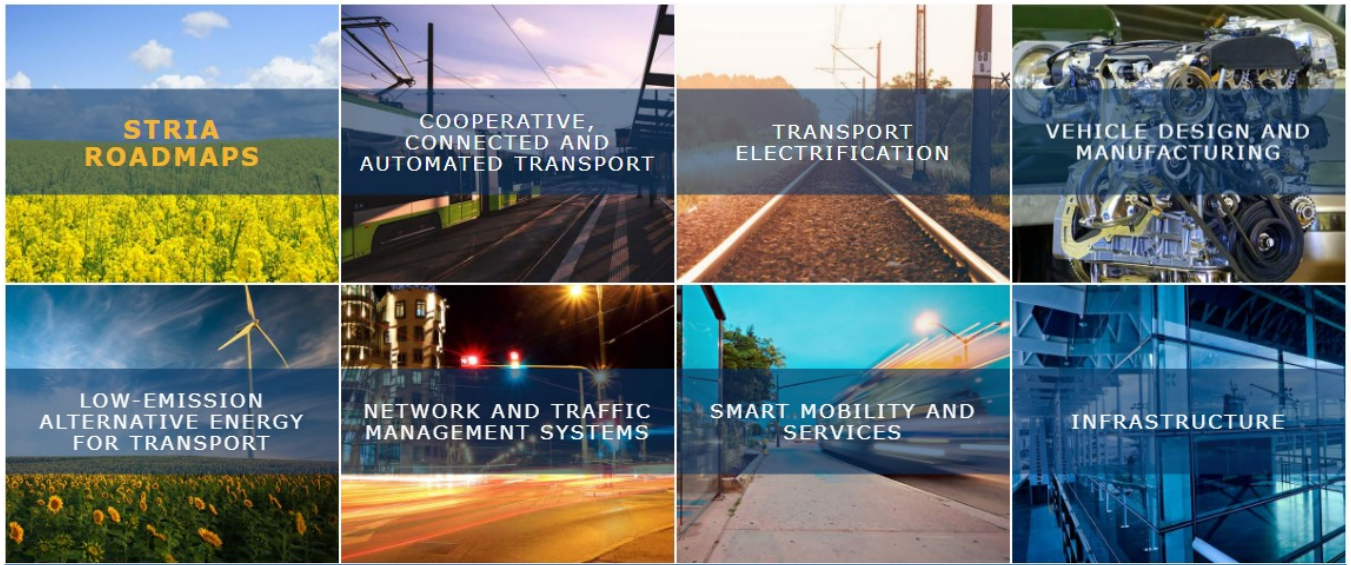 STRIA
ROADMAPS
COOPERATIVE,
CONNECTED AND
AUTOMATED TRANSPORT
TRANSPORT
ELECTRIFICATION
VEHICLE DESIGN AND
MANUFACTURING
LOW-EMISSION
ALTERNATIVE ENERGY
FOR TRANSPORT
NETWORK AND TRAFFIC
MANAGEMENT SYSTEMS
SMART MOBILITY AND
SERVICES
INFRASTRUCTURE